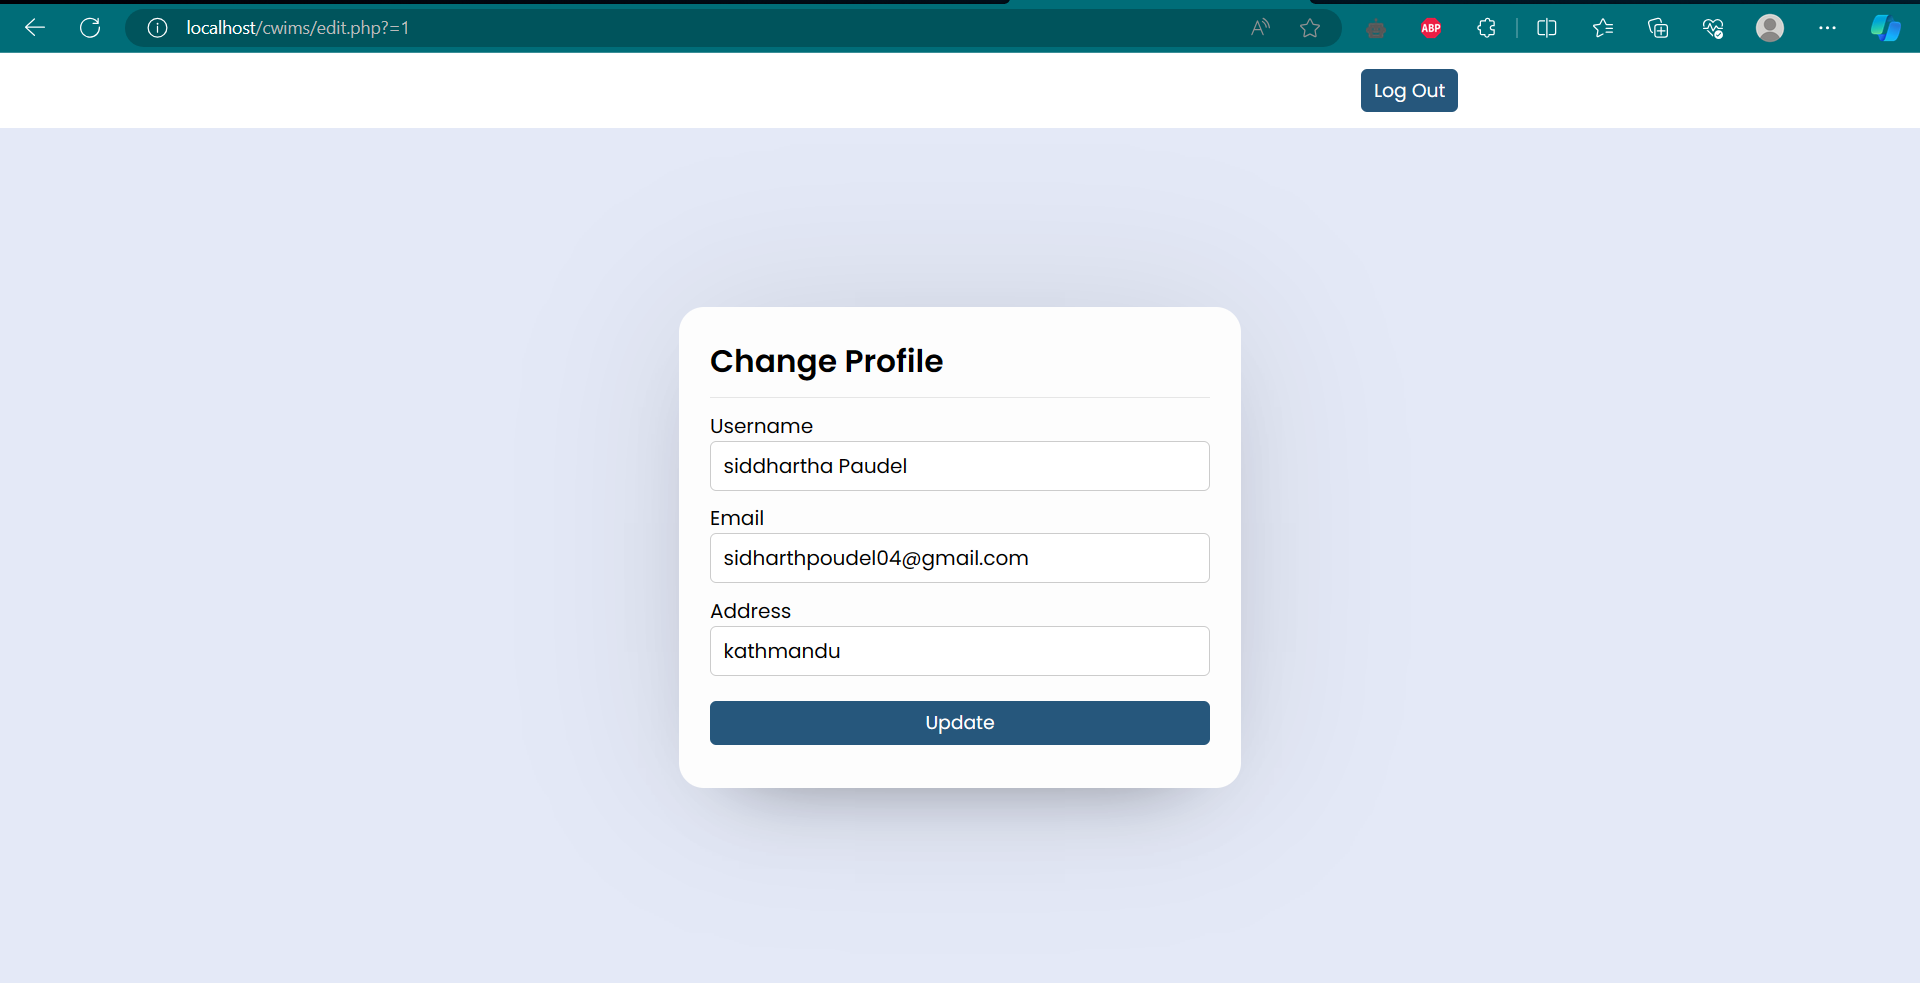 localhost/cwims/edit.php?=1
ABP
Log Out
Change Profile
Username
siddhartha Paudel
Email
sidharthpoudel04@gmail.com
Address
kathmandu
Update